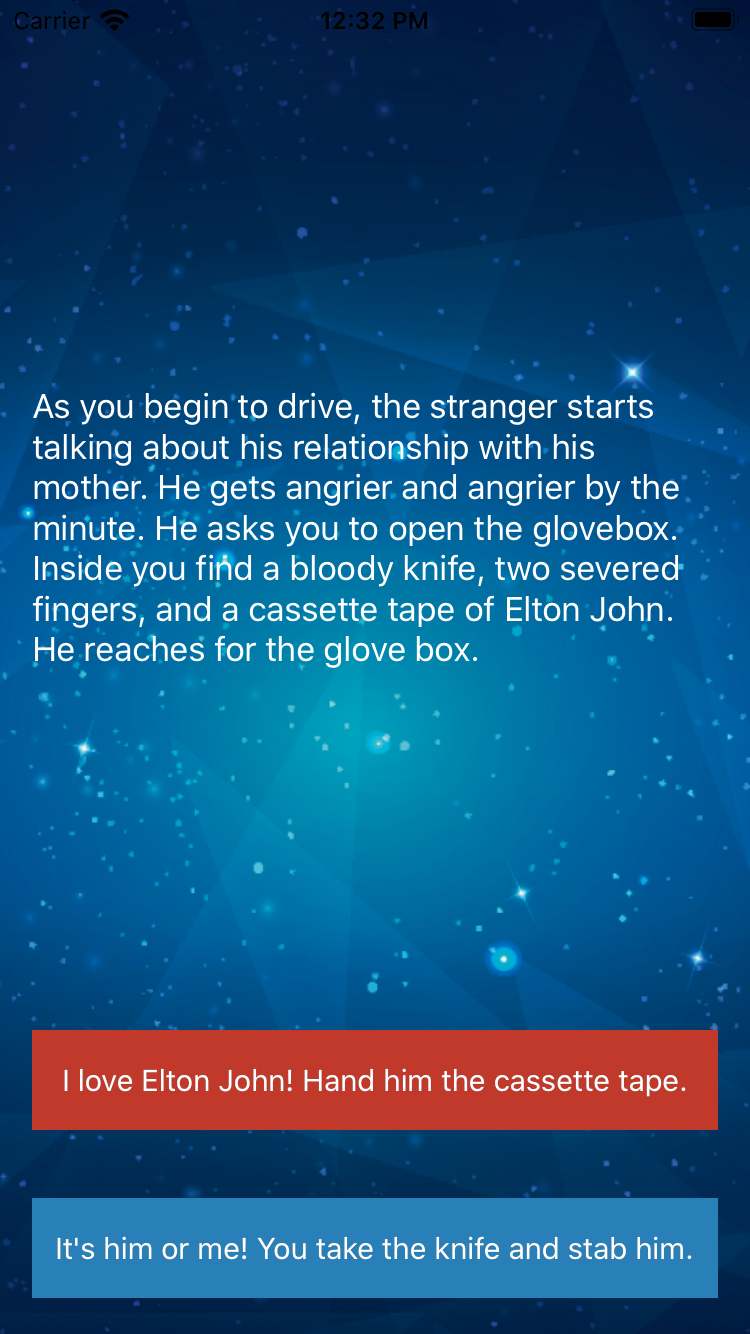 Carrier 12:32 PM
As you begin to drive, the stranger starts
talking about his relationship with his
mother. He gets angrier and angrier by the
minute. He asks you to open the glovebox.
Inside you find a bloody knife, two severed
fingers, and a cassette tape of Elton John.
He reaches for the glove box.
I love Elton John! Hand him the cassette tape.
It's him or me! You take the knife and stab him.